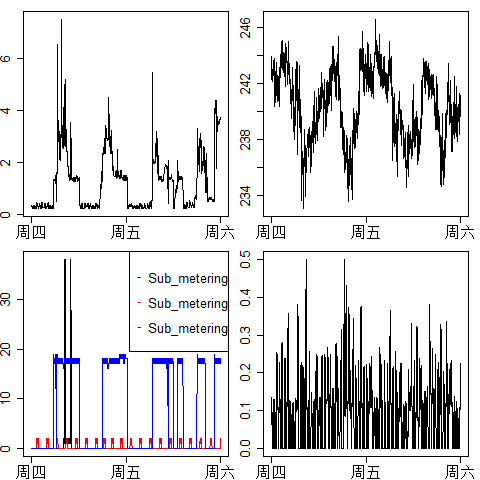 6
4
2
0
周四
周五
周六
246
242
238
234
周四
周五
周六
30
20
10
0
Sub_metering
Sub_metering
Sub_metering
周四
周五
周六
0.5
0.4
0.3
0.2
0.1
0.0
周四
周五
周六